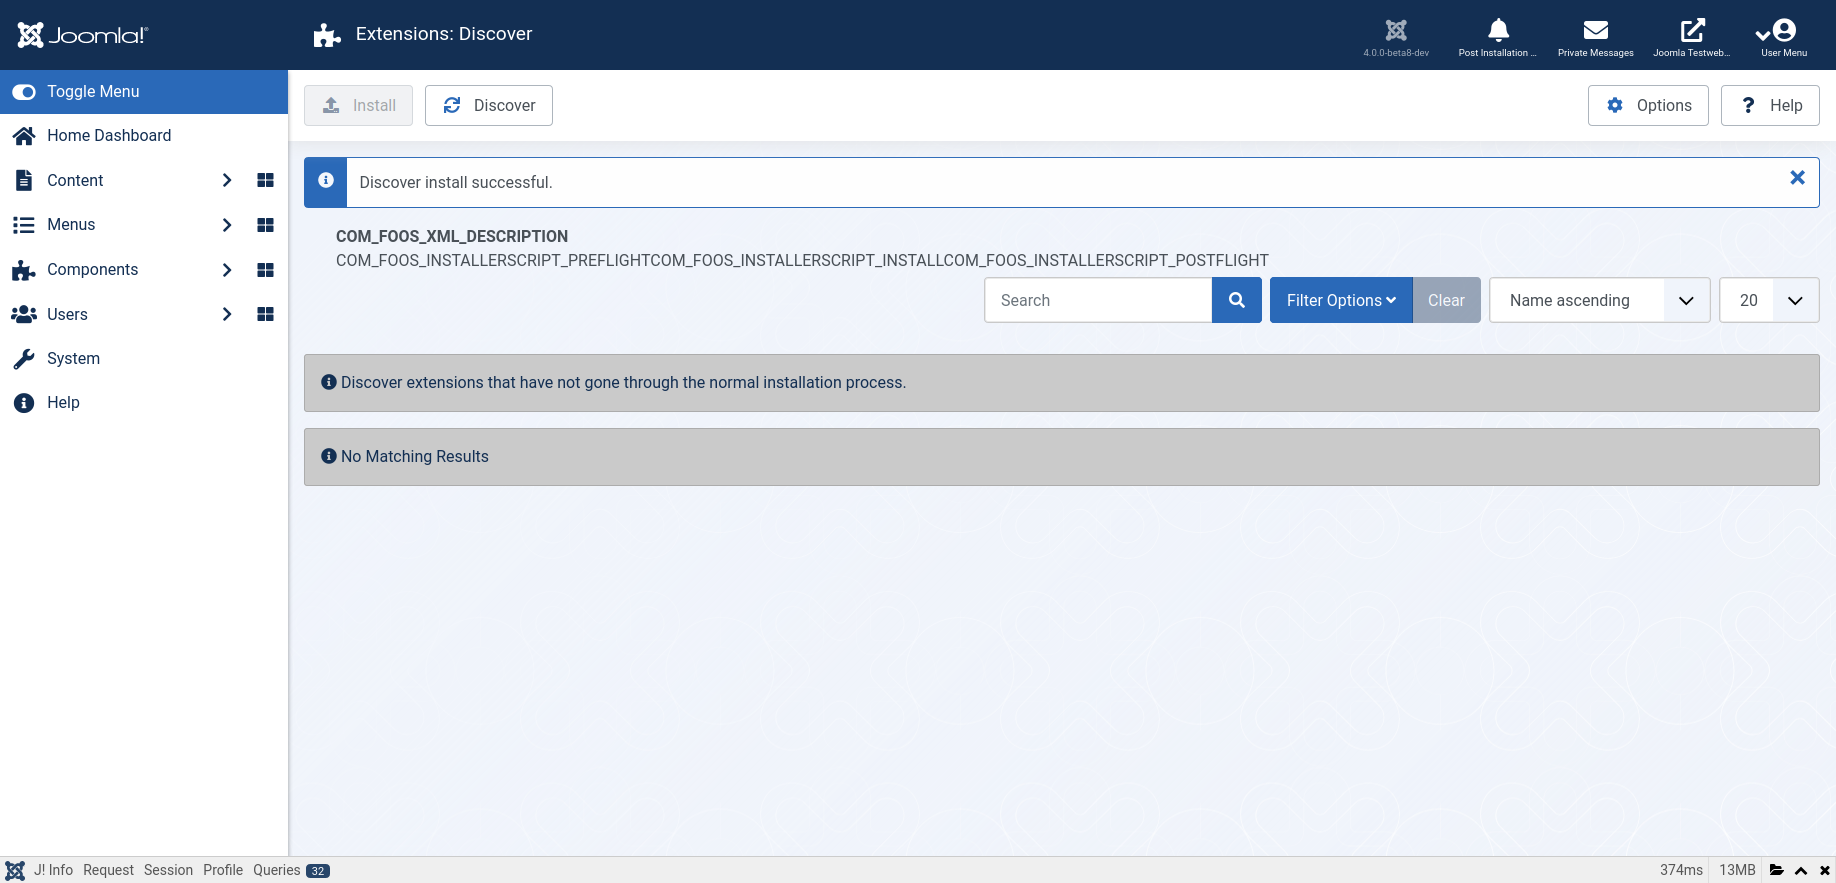 Joomla!
Extensions: Discover
4.0.0-beta8-dev
Post Installation ...
Private Messages
Joomla Testweb...
User Menu
Toggle Menu
Home Dashboard
Content
Menus
Components
Users
System
Help
Install
Discover
Options
? Help
Discover install successful.
COM_FOOS_XML_DESCRIPTION
COM_FOOS_INSTALLERSCRIPT_PREFLIGHTCOM_FOOS_INSTALLERSCRIPT_INSTALLCOM_FOOS_INSTALLERSCRIPT_POSTFLIGHT
Search
Filter Options
Clear
Name ascending
20
Discover extensions that have not gone through the normal installation process.
No Matching Results
J! Info Request Session Profile Queries 32
374ms
13MB